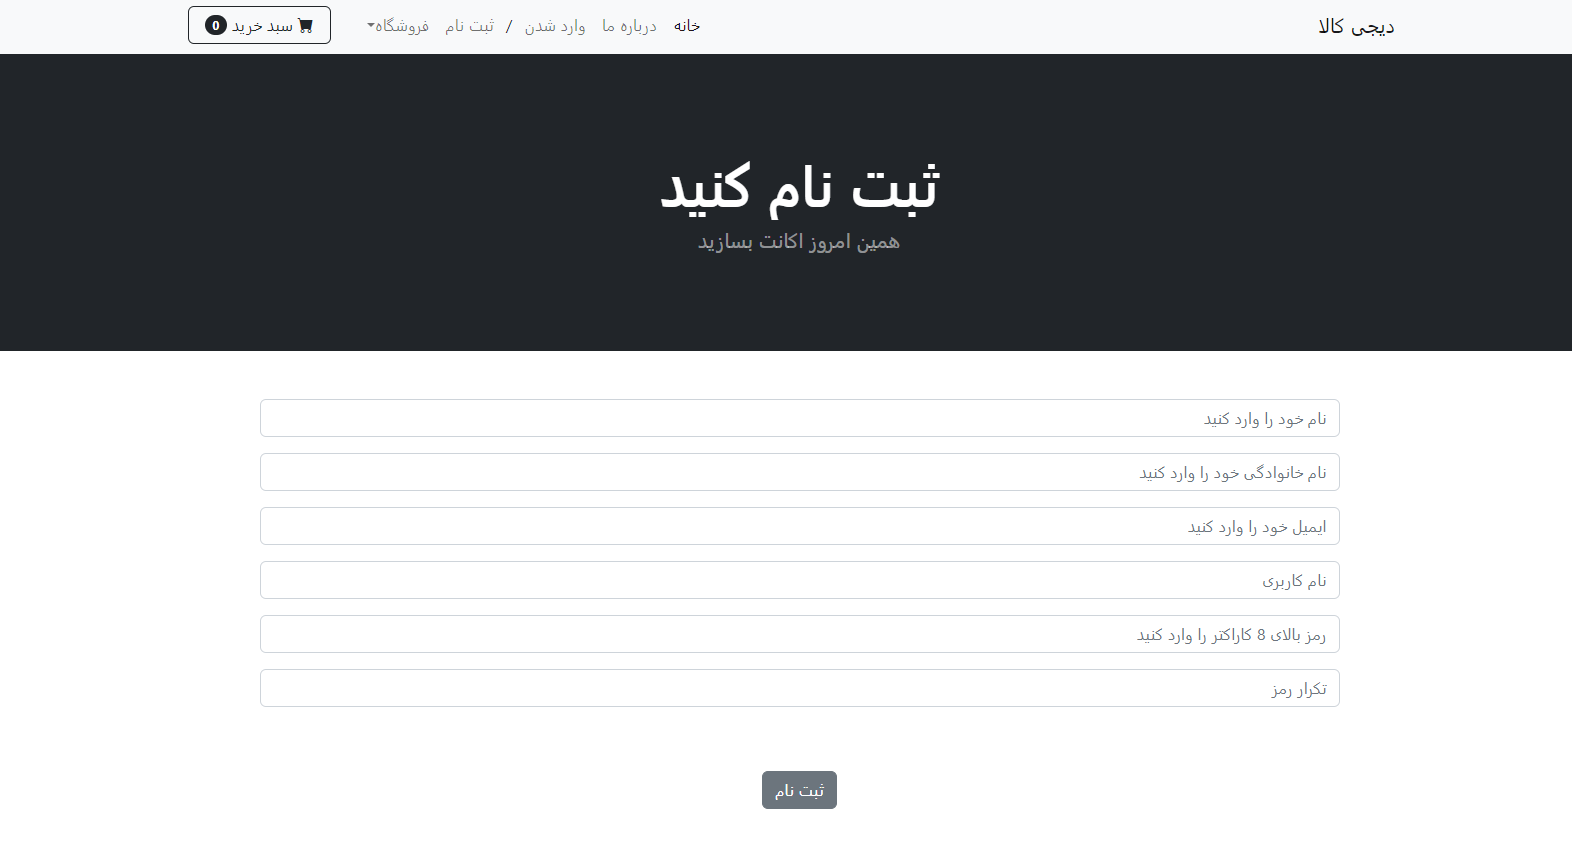 دیجی کالا
خانه درباره ما وارد شدن / ثبت نام فروشگاه سبد خرید 0
ثبت نام کنید
همین امروز اکانت بسازید
نام خود را وارد کنید
نام خانوادگی خود را وارد کنید
ایمیل خود را وارد کنید
نام کاربری
رمز بالای 8 کاراکتر را وارد کنید
تکرار رمز
ثبت نام